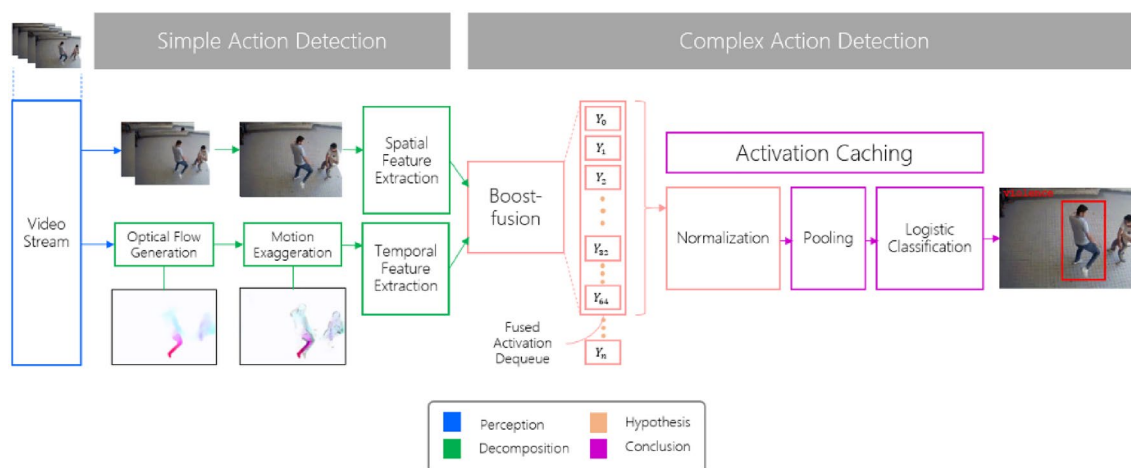 Simple Action Detection
Complex Action Detection
Video
Stream
Spatial
Feature
Extraction
Optical Flow
Generation
Motion
Exaggeration
Temporal
Feature
Extraction
Boost-
fusion
Y0
Y1
Y2
Y32
Y64
Yn
Fused
Activation
Dequeue
Activation Caching
Normalization
Pooling
Logistic
Classification
Perception
Decomposition
Hypothesis
Conclusion